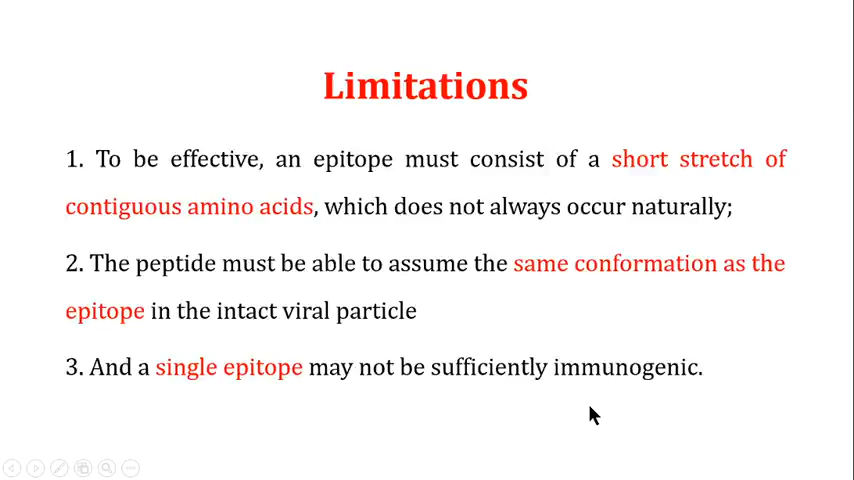 Limitations
1. To be effective, an epitope must consist of a short stretch of
contiguous amino acids, which does not always occur naturally;
2. The peptide must be able to assume the same conformation as the
epitope in the intact viral particle
3. And a single epitope may not be sufficiently immunogenic.